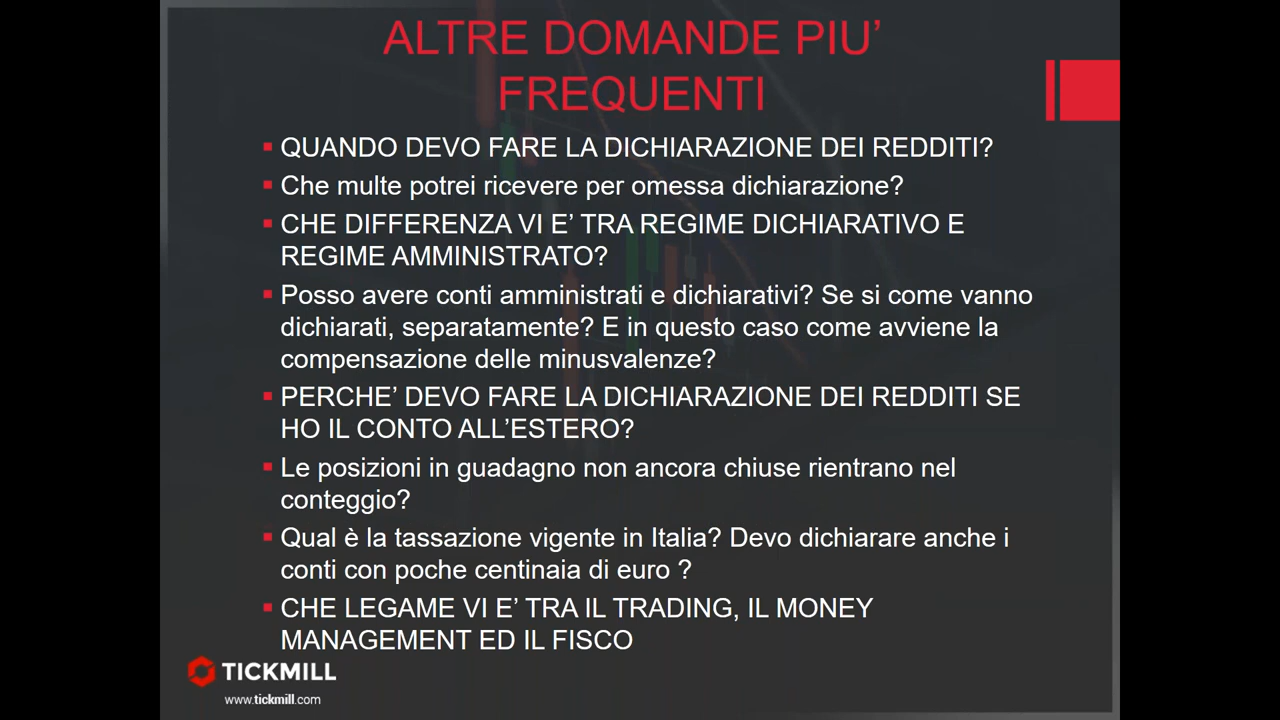 ALTRE DOMANDE PIU'
FREQUENTI
QUANDO DEVO FARE LA DICHIARAZIONE DEI REDDITI?
Che multe potrei ricevere per omessa dichiarazione?
CHE DIFFERENZA VI E' TRA REGIME DICHIARATIVO E
REGIME AMMINISTRATO?
Posso avere conti amministrati e dichiarativi? Se si come vanno
dichiarati, separatamente? E in questo caso come avviene la
compensazione delle minusvalenze?
PERCHE' DEVO FARE LA DICHIARAZIONE DEI REDDITI SE
HO IL CONTO ALL'ESTERO?
Le posizioni in guadagno non ancora chiuse rientrano nel
conteggio?
Qual è la tassazione vigente in Italia? Devo dichiarare anche i
conti con poche centinaia di euro ?
CHE LEGAME VI E' TRA IL TRADING, IL MONEY
MANAGEMENT ED IL FISCO
TICKMILL
www.tickmill.com